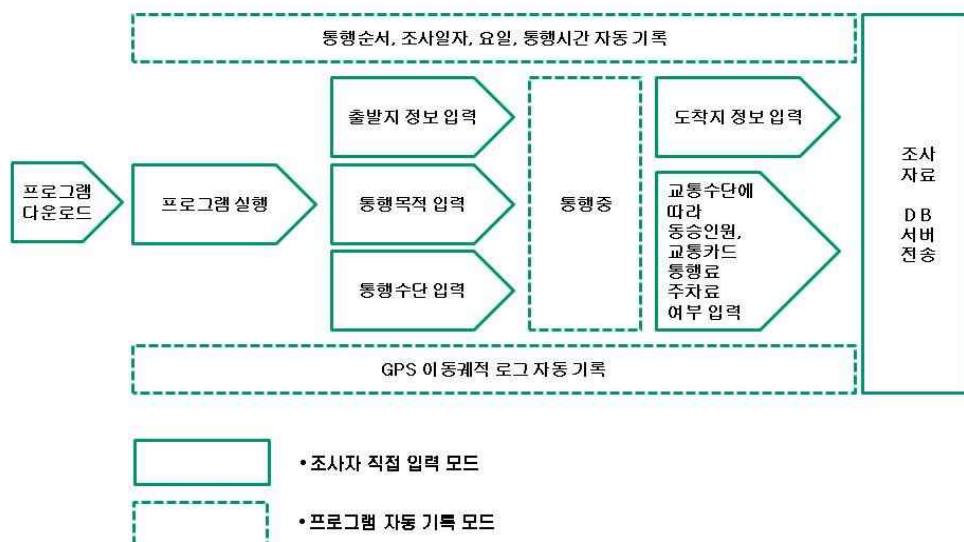 통행순서, 조사일자, 요일, 통행시간 자동 기록
출발지 정보 입력
도착지 정보 입력
프로그램
다운로드
프로그램 실행
통행목적 입력
통행중
교통수단에
따라
동승인원,
교통카드
통행료
주차료
여부 입력
통행수단 입력
조사
자료
DB
서버
전송
GPS 이동궤적 로그 자동 기록
•조사자 직접 입력 모드
•프로그램 자동 기록 모드